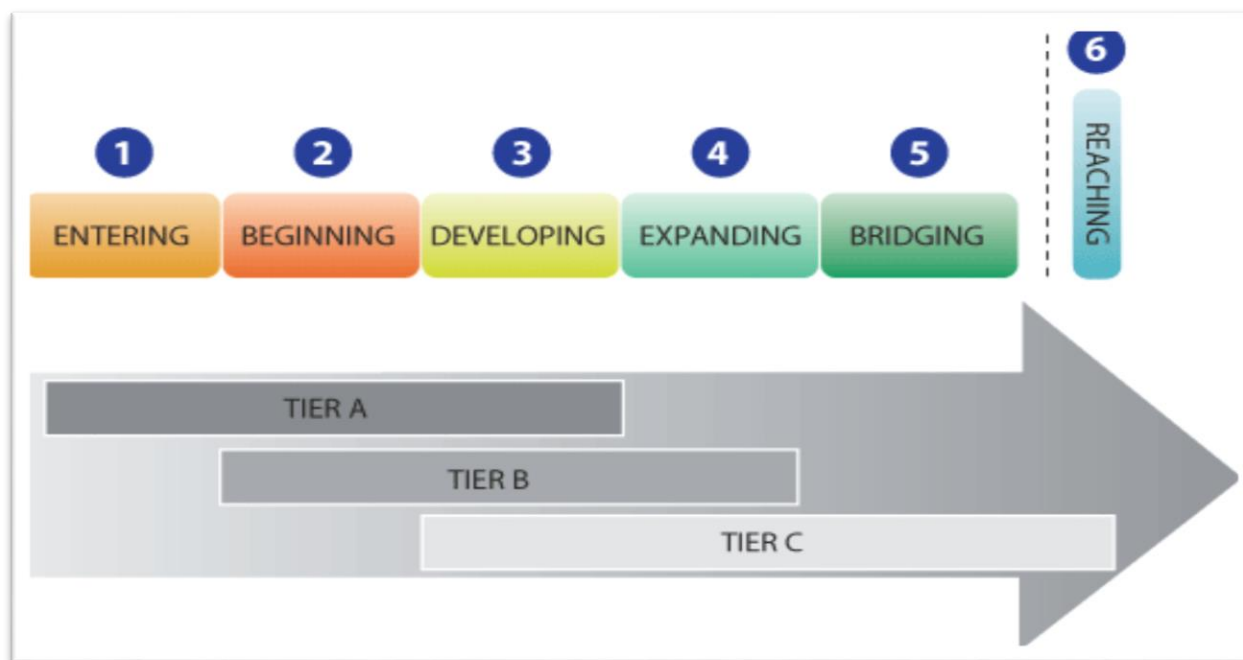 6
1 2 3 4 5
ENTERING BEGINNING DEVELOPING EXPANDING BRIDGING REACHING
TIER A
TIER B
TIER C